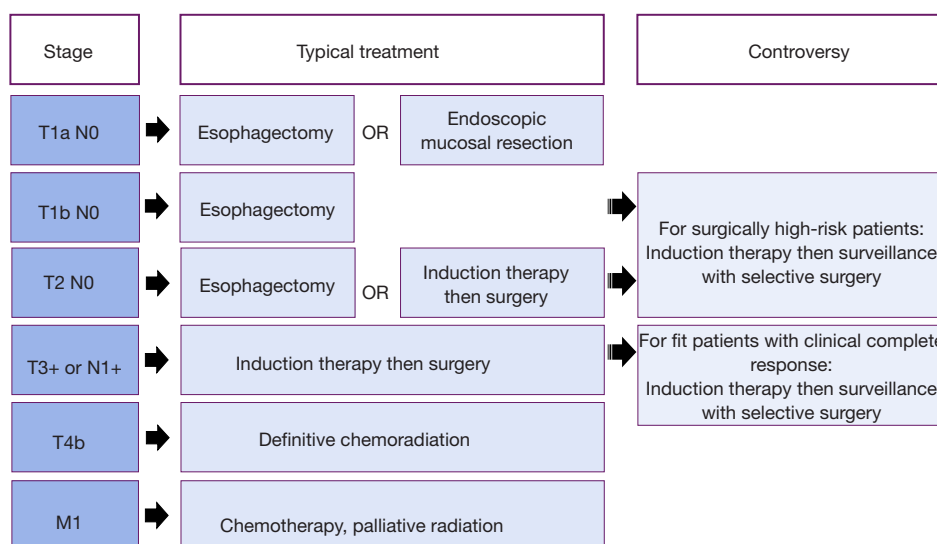 Stage
Typical treatment
Controversy
T1a N0
Esophagectomy
OR
Endoscopic
mucosal resection
T1b N0
Esophagectomy
For surgically high-risk patients:
Induction therapy then surveillance
with selective surgery
T2 N0
Esophagectomy
OR
Induction therapy
then surgery
T3+ or N1+
Induction therapy then surgery
For fit patients with clinical complete
response:
Induction therapy then surveillance
with selective surgery
T4b
Definitive chemoradiation
M1
Chemotherapy, palliative radiation